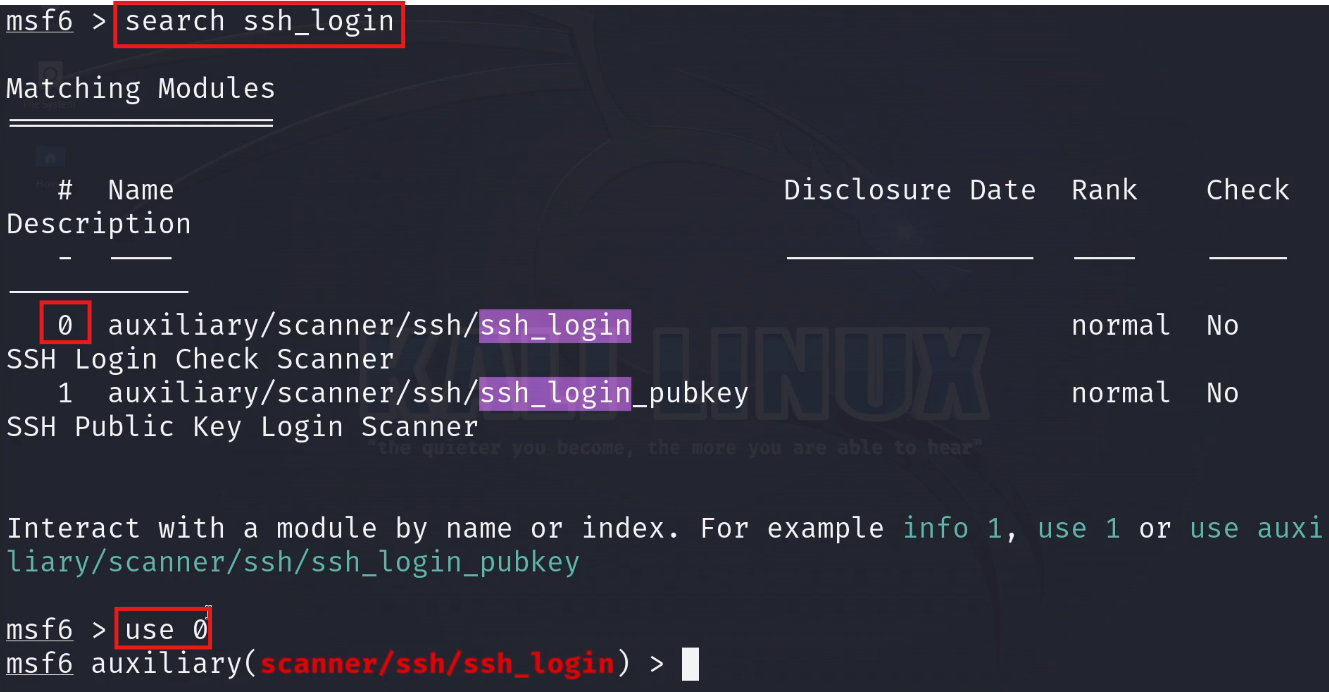 msf6 > search ssh_login
Matching Modules
# Name Disclosure Date Rank Check
Description
- ---- --------------- ---- -----
-----------
0 auxiliary/scanner/ssh/ssh_login normal No
SSH Login Check Scanner
1 auxiliary/scanner/ssh/ssh_login_pubkey normal No
SSH Public Key Login Scanner
KALI LINUX
"the quieter you become, the more you are able to hear"
Interact with a module by name or index. For example info 1, use 1 or use auxi
liary/scanner/ssh/ssh_login_pubkey
msf6 > use 0
msf6 auxiliary(scanner/ssh/ssh_login) >